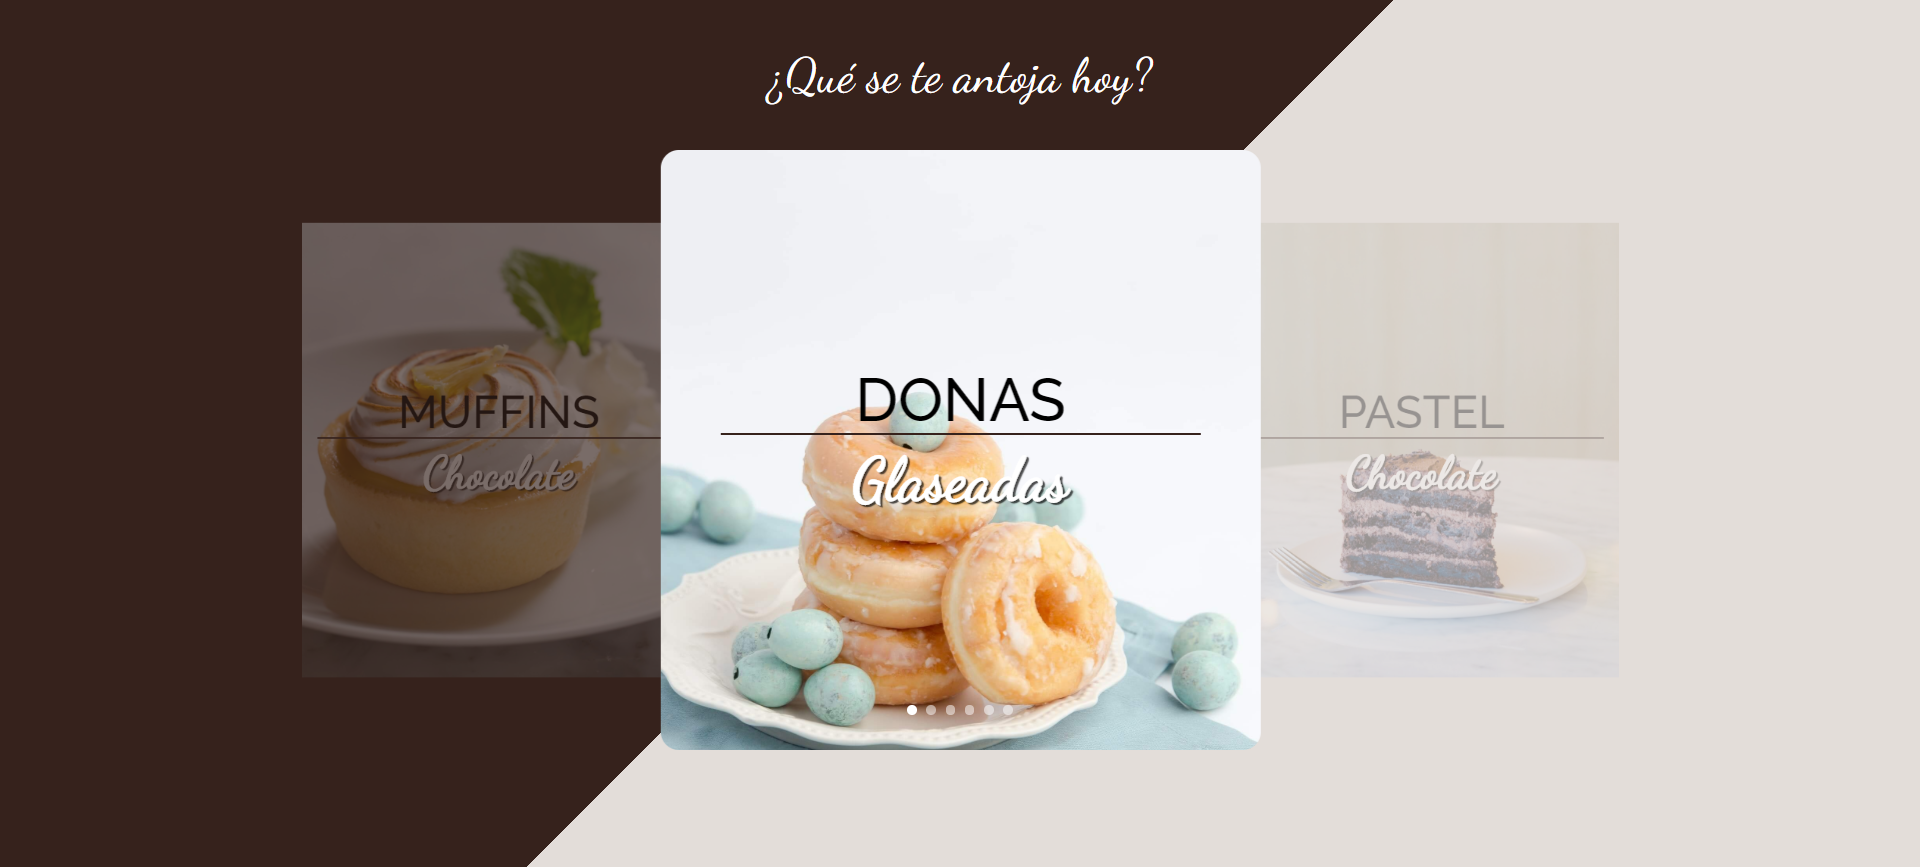 ¿Qué se te antoja hoy?
MUFFINS
Chocolate
DONAS
Glaseadas
PASTEL
Chocolate